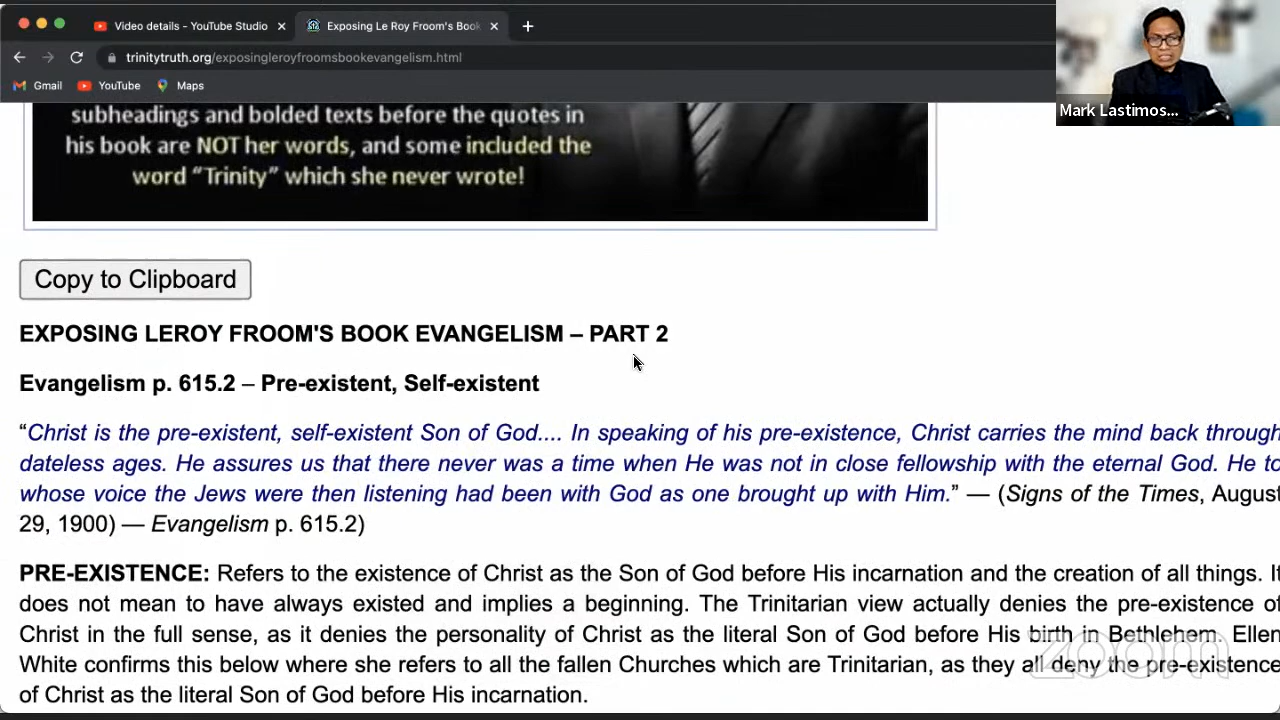 Video details - YouTube Studio
Exposing Le Roy Froom's Book
trinitytruth.org/exposingleroyfroomsbookevangelism.html
Gmail YouTube Maps
Mark Lastimos...
subheadings and bolded texts before the quotes in
his book are NOT her words, and some included the
word “Trinity” which she never wrote!
Copy to Clipboard
EXPOSING LEROY FROOM'S BOOK EVANGELISM – PART 2
Evangelism p. 615.2 – Pre-existent, Self-existent
“Christ is the pre-existent, self-existent Son of God.... In speaking of his pre-existence, Christ carries the mind back through
dateless ages. He assures us that there never was a time when He was not in close fellowship with the eternal God. He to
whose voice the Jews were then listening had been with God as one brought up with Him.” — (Signs of the Times, August
29, 1900) — Evangelism p. 615.2)
PRE-EXISTENCE: Refers to the existence of Christ as the Son of God before His incarnation and the creation of all things. It
does not mean to have always existed and implies a beginning. The Trinitarian view actually denies the pre-existence of
Christ in the full sense, as it denies the personality of Christ as the literal Son of God before His birth in Bethlehem. Ellen
White confirms this below where she refers to all the fallen Churches which are Trinitarian, as they all deny the pre-existence
of Christ as the literal Son of God before His incarnation.
zoom